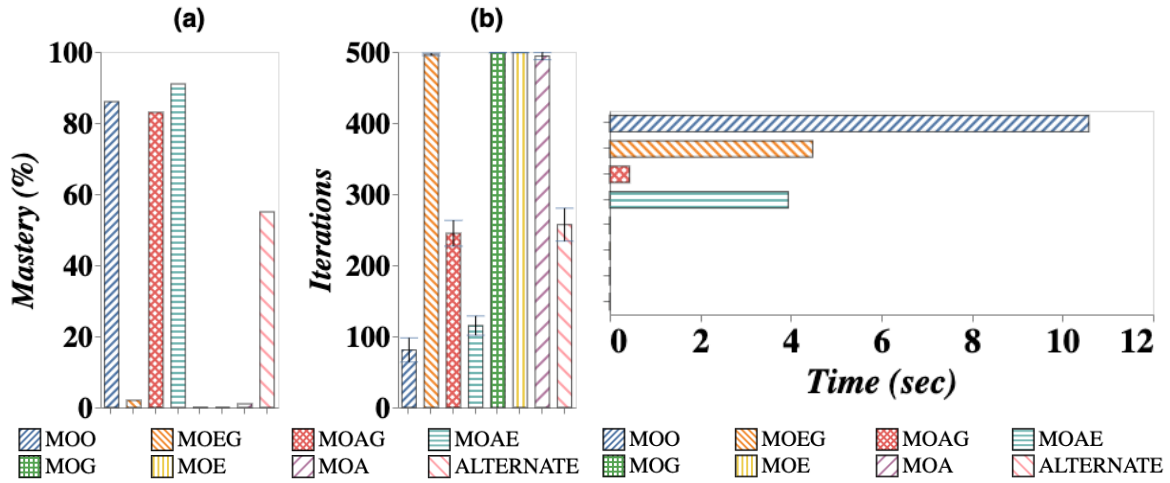 (a)
100
80
60
40
20
0
Mastery (%)
(b)
500
400
300
200
100
0
Iterations
0 2 4 6 8 10 12
Time (sec)
MOO MOEG MOAG MOAE
MOG MOE MOA ALTERNATE
MOO MOEG MOAG MOAE
MOG MOE MOA ALTERNATE